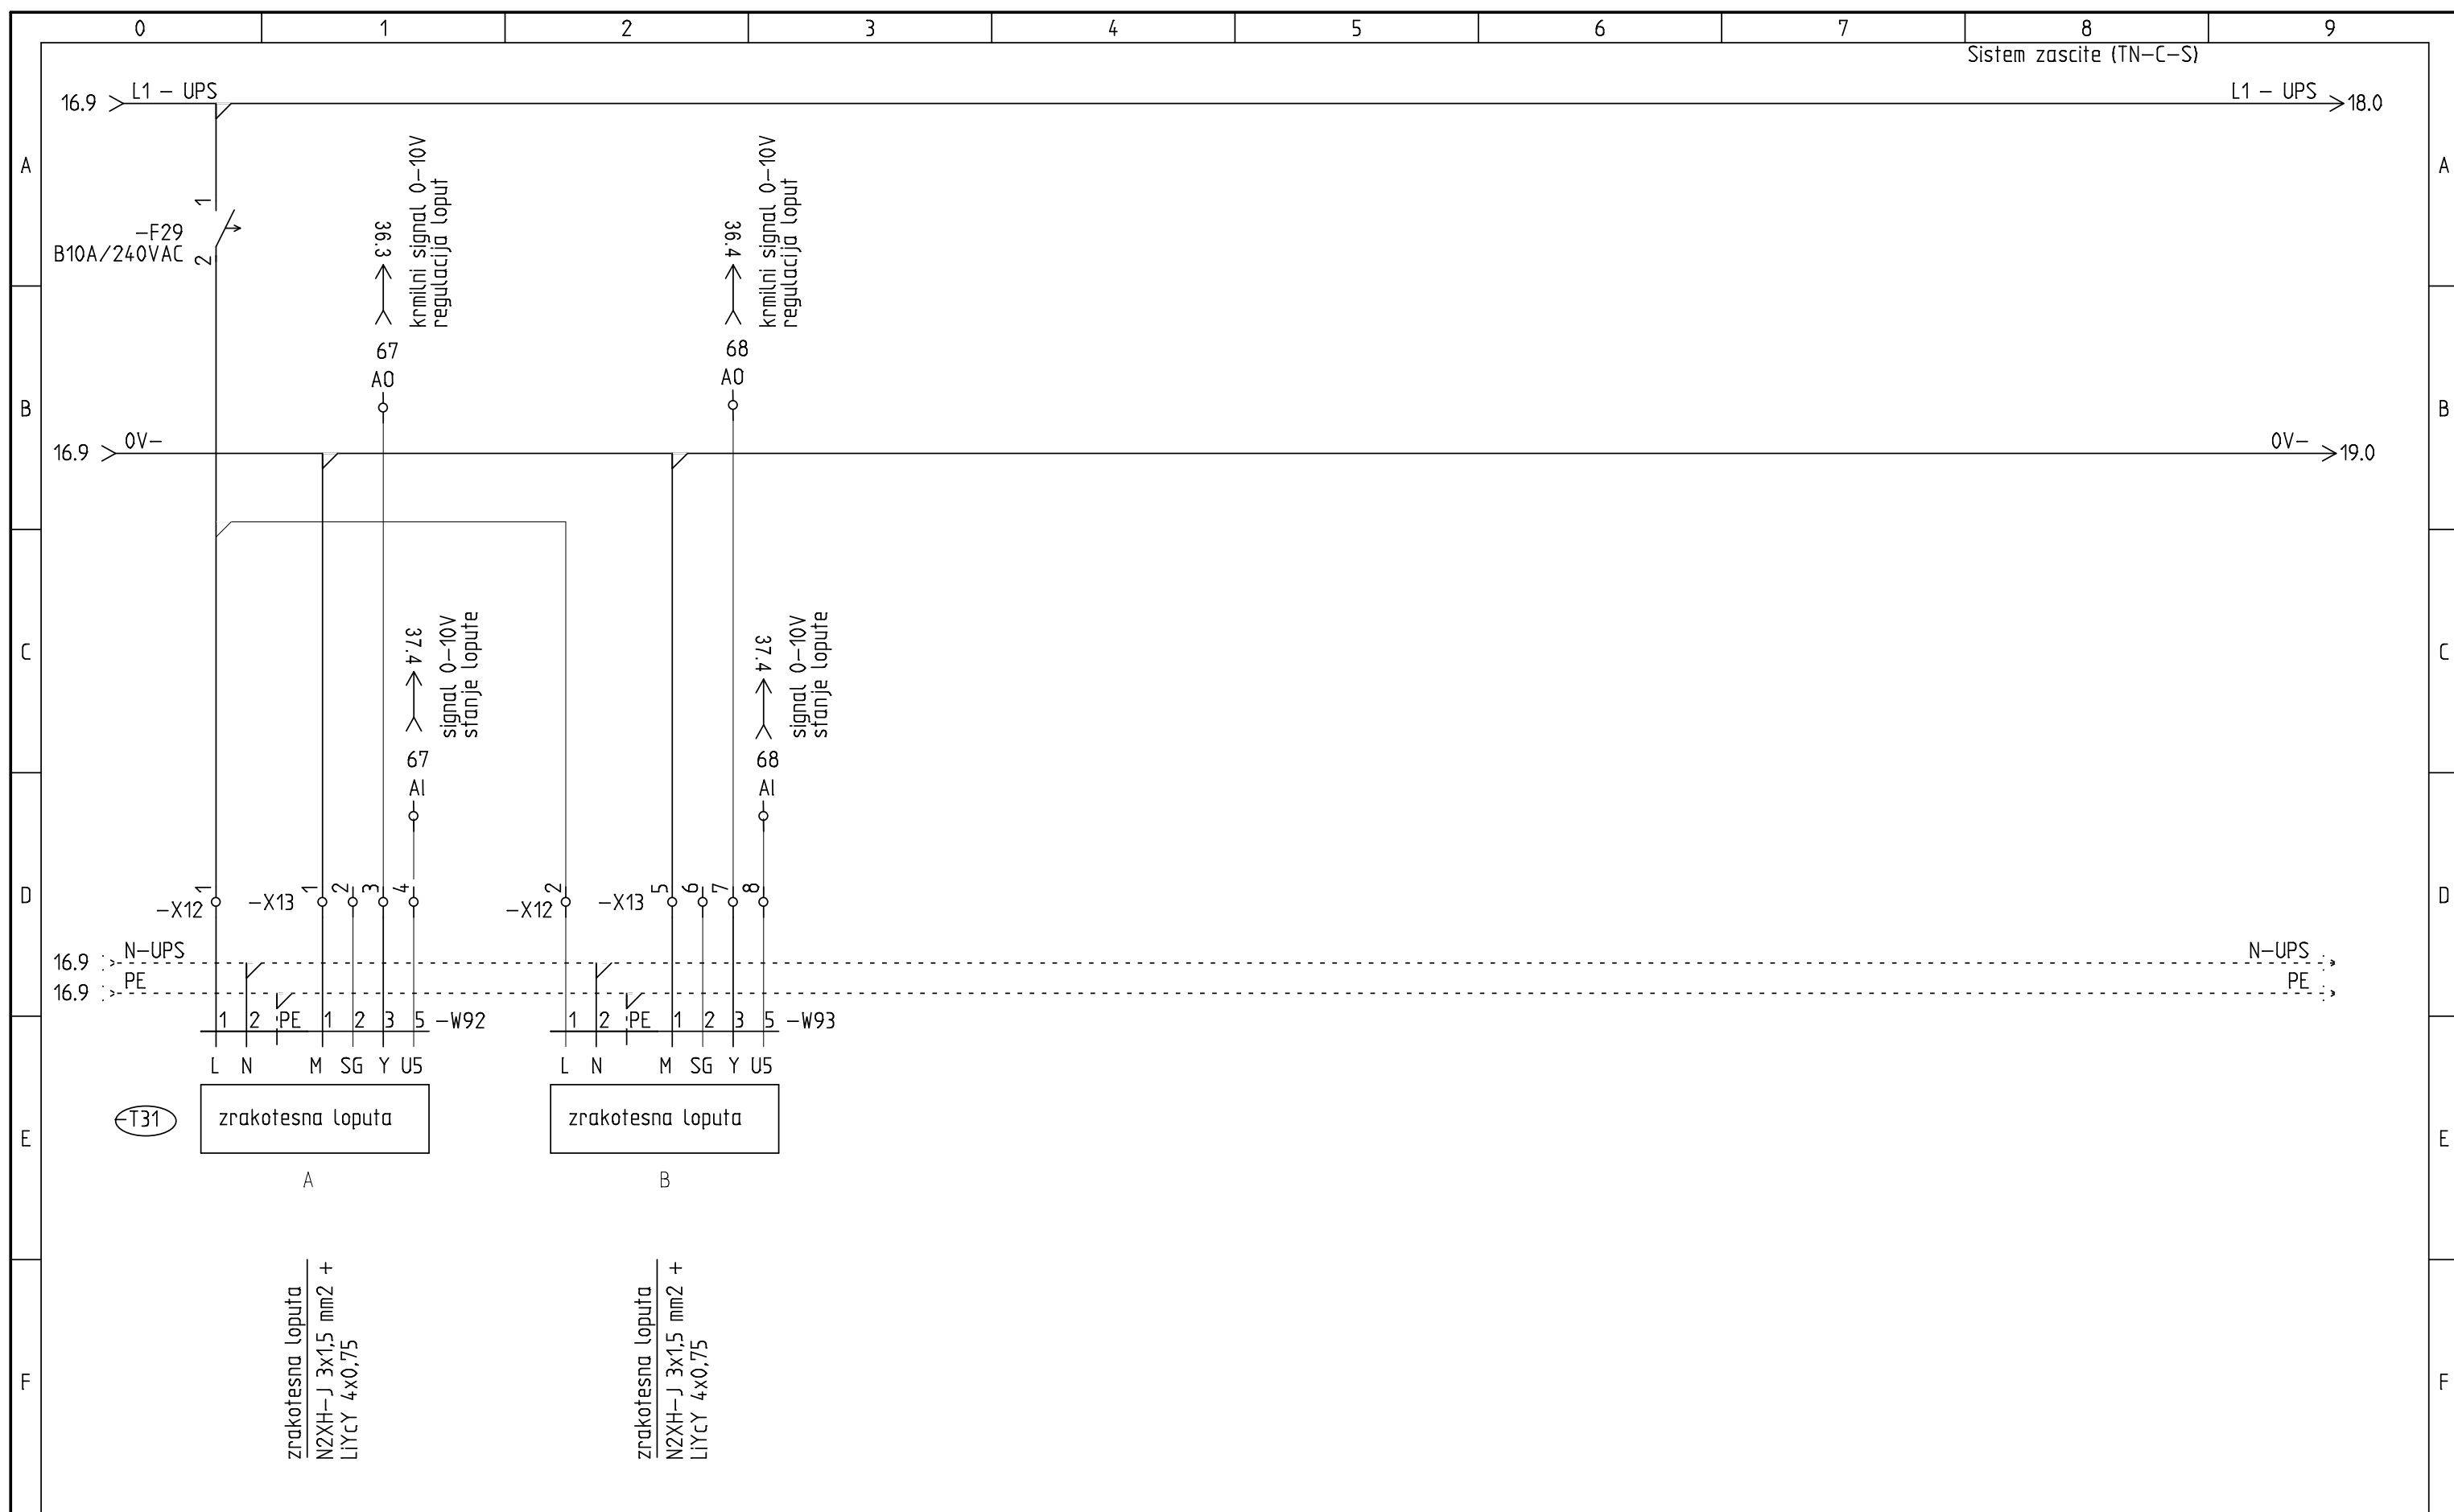 0 1 2 3 4 5 6 7 8 9
Sistem zascite (TN-C-S)
16.9 L1 - UPS
L1 - UPS 18.0
A
A
1
-F29
B10A/240VAC
2
36.3
krmilni signal 0-10V
regulacija loput
67
AO
36.4
krmilni signal 0-10V
regulacija loput
68
AO
B
B
16.9 0V-
0V- 19.0
C
C
37.4
signal 0-10V
stanje lopute
67
AI
37.4
signal 0-10V
stanje lopute
68
AI
D
D
-X12 1
-X13 1 2 3 4
-X12 2
-X13 5 6 7 8
16.9 N-UPS
N-UPS
16.9 PE
PE
1 2 PE 1 2 3 5 -W92
1 2 PE 1 2 3 5 -W93
L N M SG Y U5
L N M SG Y U5
-T31
zrakotesna loputa
zrakotesna loputa
E
E
A
B
zrakotesna loputa
N2XH-J 3x1,5 mm2 +
LiYCY 4x0,75
zrakotesna loputa
N2XH-J 3x1,5 mm2 +
LiYCY 4x0,75
F
F